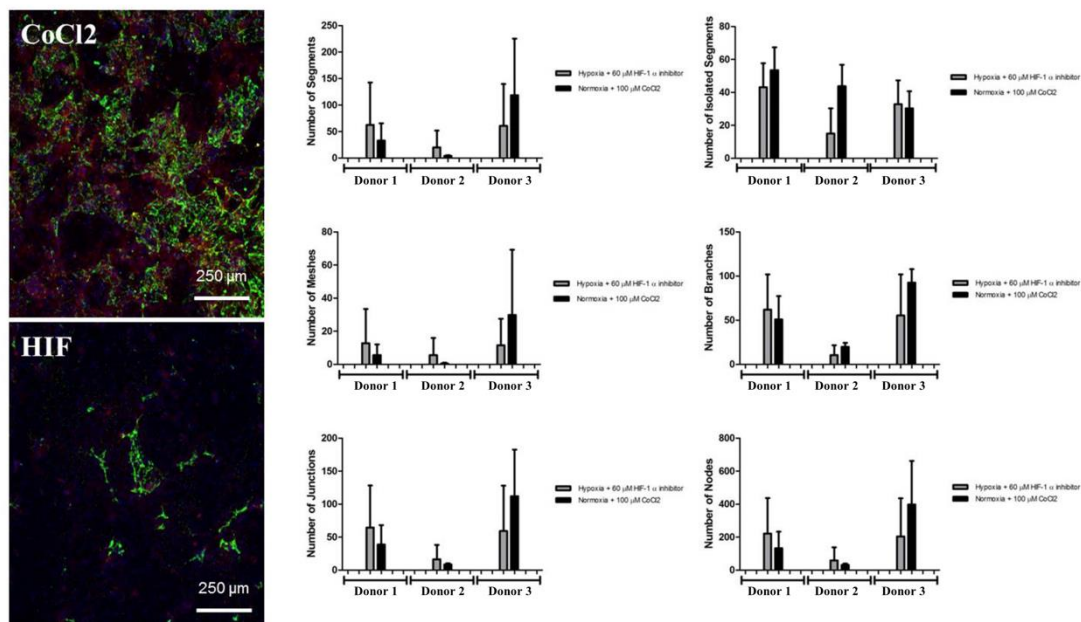 CoCl2
250 µm
HIF
250 µm
Number of Segments
250
200
150
100
50
0
Donor 1 Donor 2 Donor 3
Hypoxia + 60 µM HIF-1 α inhibitor
Normoxia + 100 µM CoCl2
Number of Isolated Segments
80
60
40
20
0
Donor 1 Donor 2 Donor 3
Hypoxia + 60 µM HIF-1 α inhibitor
Normoxia + 100 µM CoCl2
Number of Meshes
80
60
40
20
0
Donor 1 Donor 2 Donor 3
Hypoxia + 60 µM HIF-1 α inhibitor
Normoxia + 100 µM CoCl2
Number of Branches
150
100
50
0
Donor 1 Donor 2 Donor 3
Hypoxia + 60 µM HIF-1 α inhibitor
Normoxia + 100 µM CoCl2
Number of Junctions
200
150
100
50
0
Donor 1 Donor 2 Donor 3
Hypoxia + 60 µM HIF-1 α inhibitor
Normoxia + 100 µM CoCl2
Number of Nodes
800
600
400
200
0
Donor 1 Donor 2 Donor 3
Hypoxia + 60 µM HIF-1 α inhibitor
Normoxia + 100 µM CoCl2